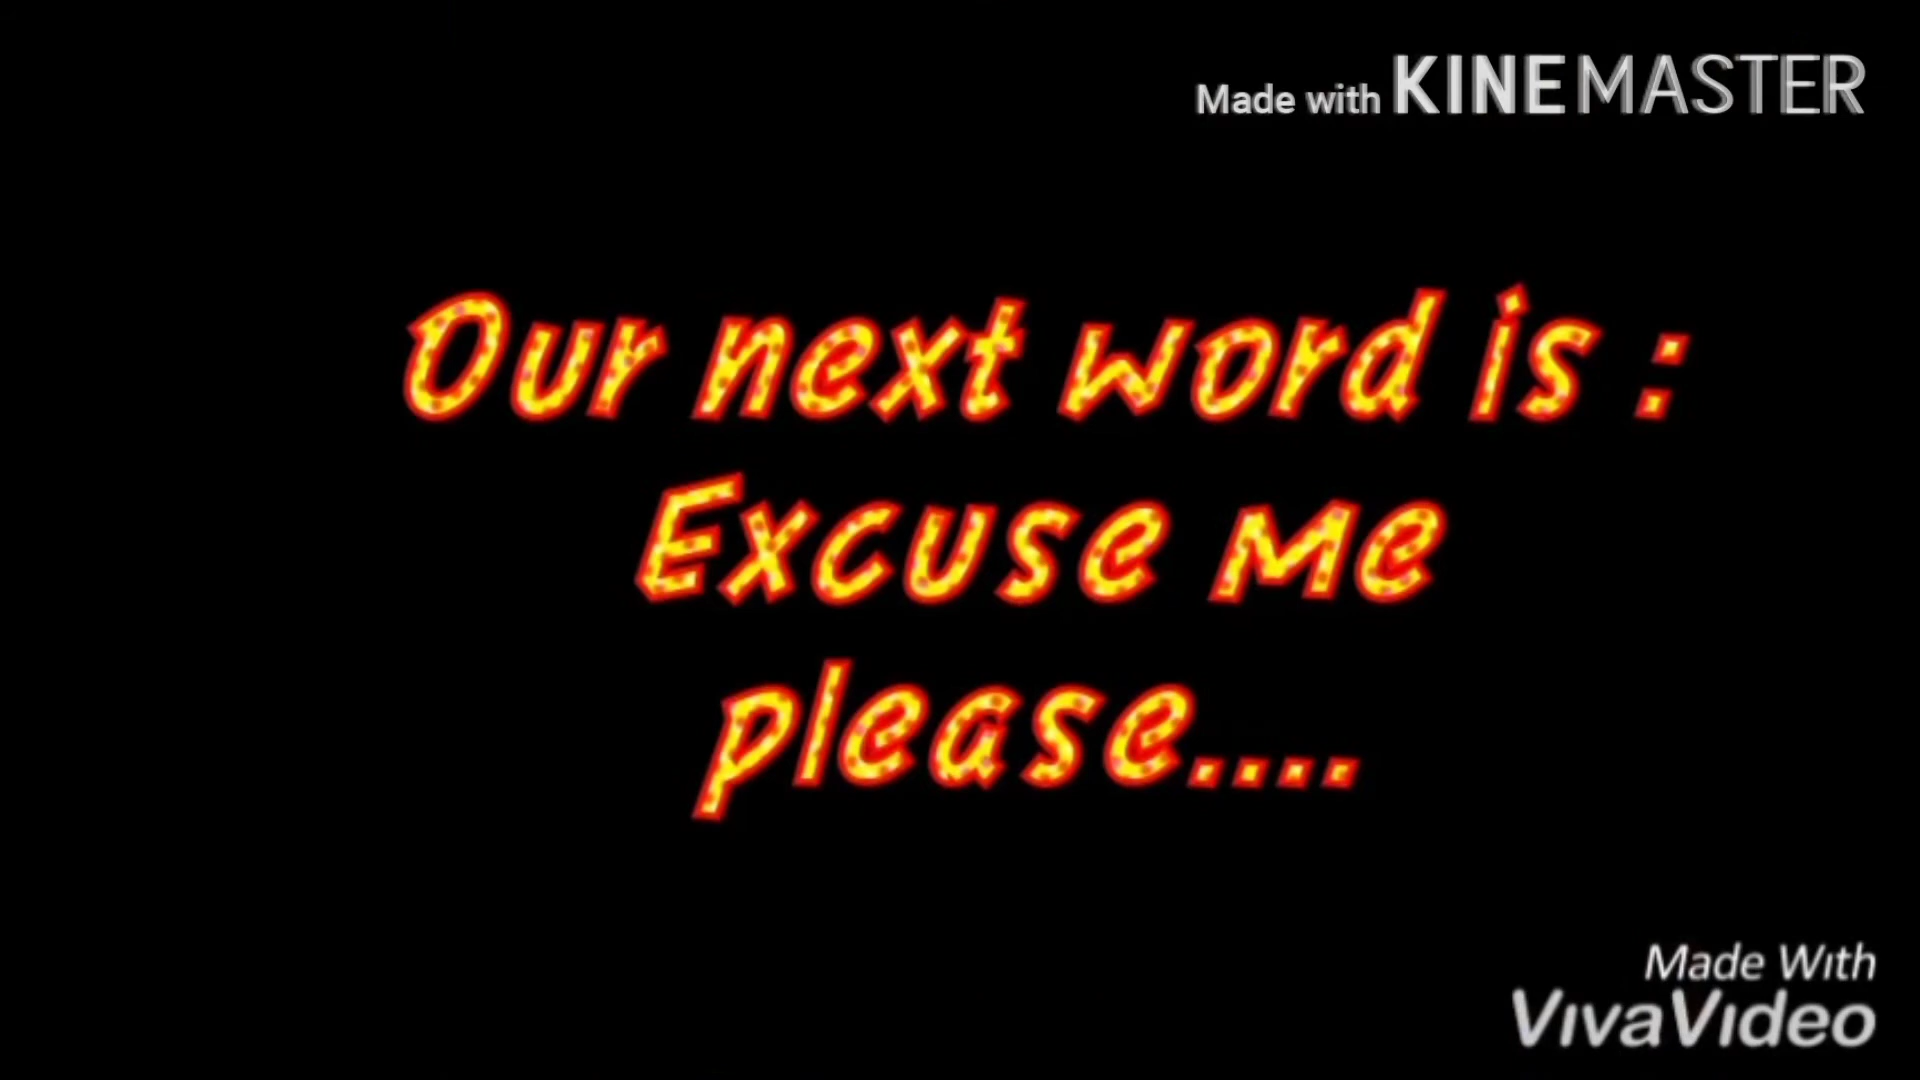 Made with KINEMASTER
Our next word is :
Excuse me
please....
Made With
VivaVideo